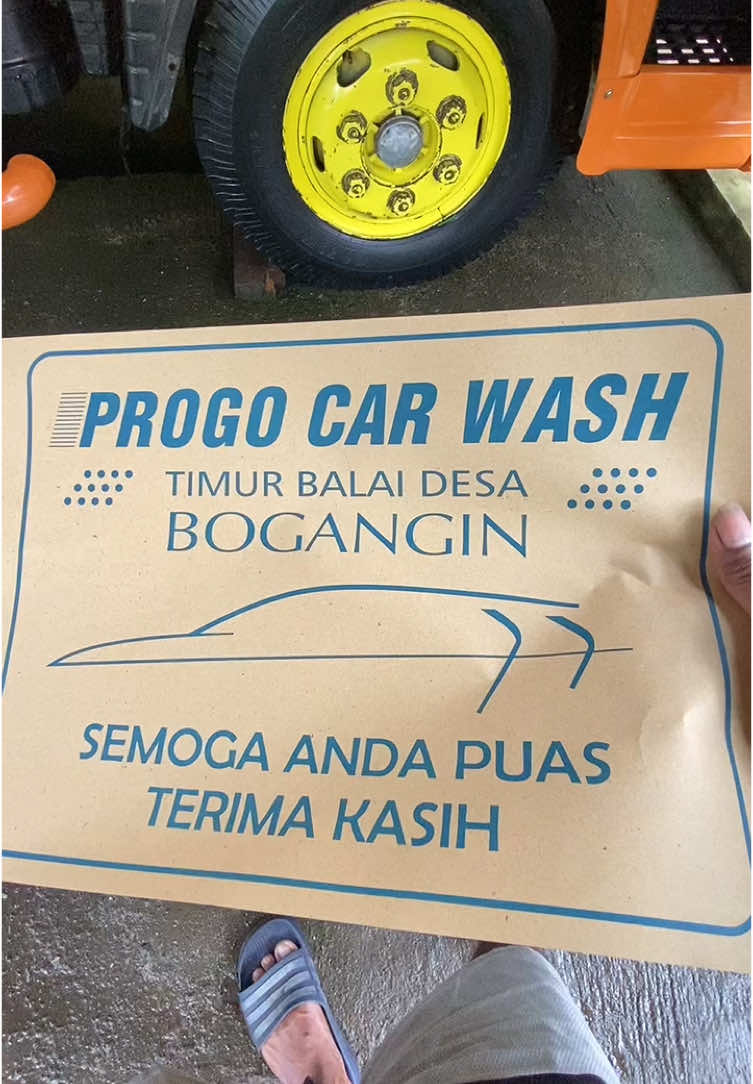 PROGO CAR WASH
TIMUR BALAI DESA
BOGANGIN
SEMOGA ANDA PUAS
TERIMA KASIH